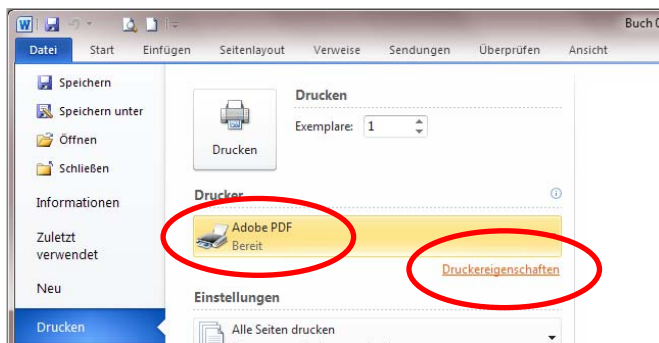 Buch
Datei Start Einfügen Seitenlayout Verweise Sendungen Überprüfen Ansicht
Speichern
Speichern unter
Öffnen
Schließen
Informationen
Zuletzt
verwendet
Neu
Drucken
Drucken
Drucken
Exemplare: 1
Drucker
Adobe PDF
Bereit
Druckereigenschaften
Einstellungen
Alle Seiten drucken